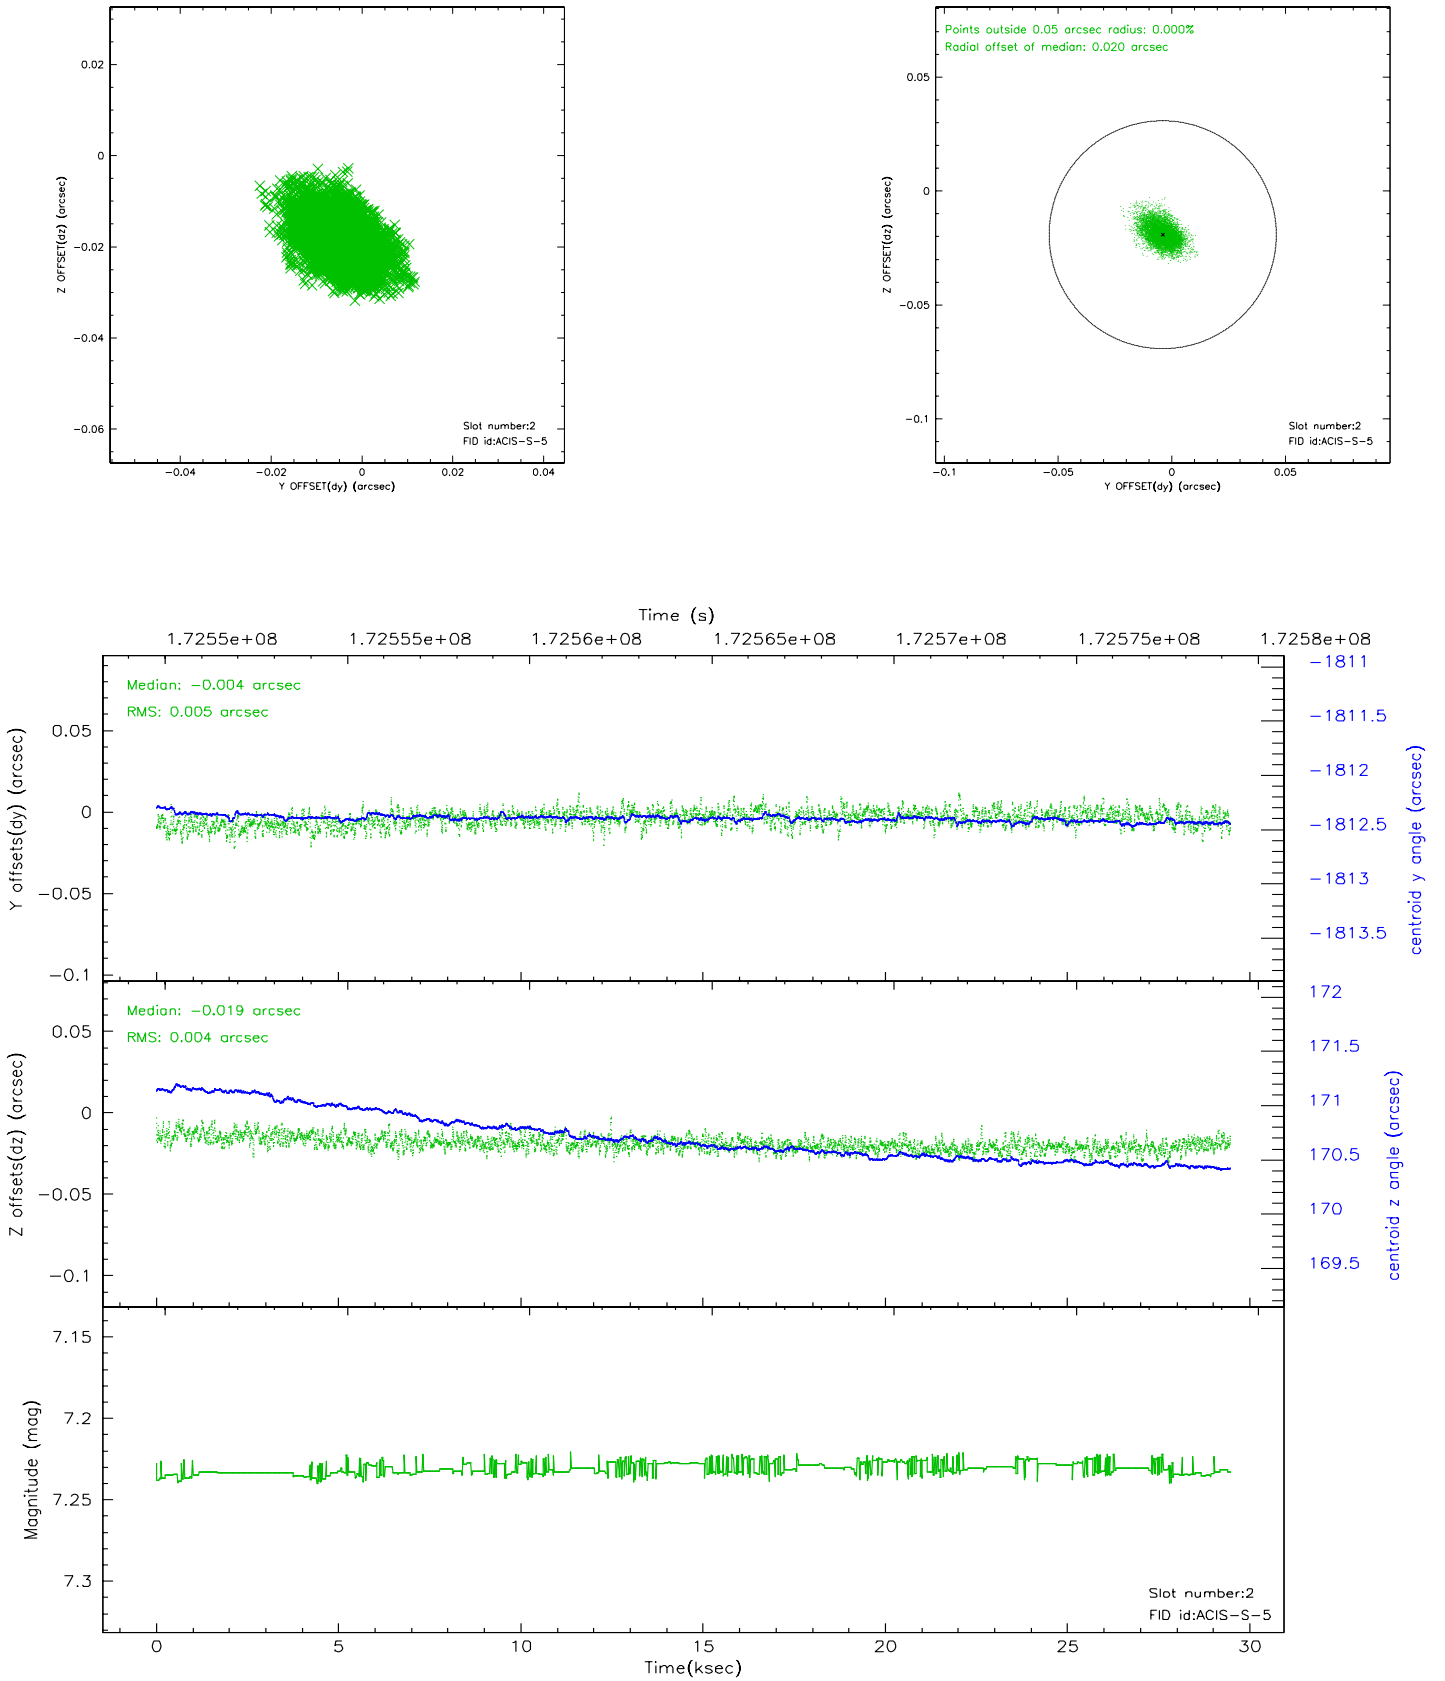 0.02
0
-0.02
-0.04
-0.06
Z OFFSET(dz) (arcsec)
Slot number:2
FID id:ACIS-S-5
-0.04 -0.02 0 0.02 0.04
Y OFFSET(dy) (arcsec)
Points outside 0.05 arcsec radius: 0.000%
Radial offset of median: 0.020 arcsec
0.05
0
-0.05
-0.1
Z OFFSET(dz) (arcsec)
Slot number:2
FID id:ACIS-S-5
-0.1 -0.05 0 0.05
Y OFFSET(dy) (arcsec)
Time (s)
1.7255e+08 1.72555e+08 1.7256e+08 1.72565e+08 1.7257e+08 1.72575e+08 1.7258e+08
Median: -0.004 arcsec
RMS: 0.005 arcsec
0.05
0
-0.05
-0.1
Y offsets(dy) (arcsec)
-1811
-1811.5
-1812
-1812.5
-1813
-1813.5
centroid y angle (arcsec)
Median: -0.019 arcsec
RMS: 0.004 arcsec
0.05
0
-0.05
-0.1
Z offsets(dz) (arcsec)
172
171.5
171
170.5
170
169.5
centroid z angle (arcsec)
7.15
7.2
7.25
7.3
Magnitude (mag)
Slot number:2
FID id:ACIS-S-5
0 5 10 15 20 25 30
Time(ksec)